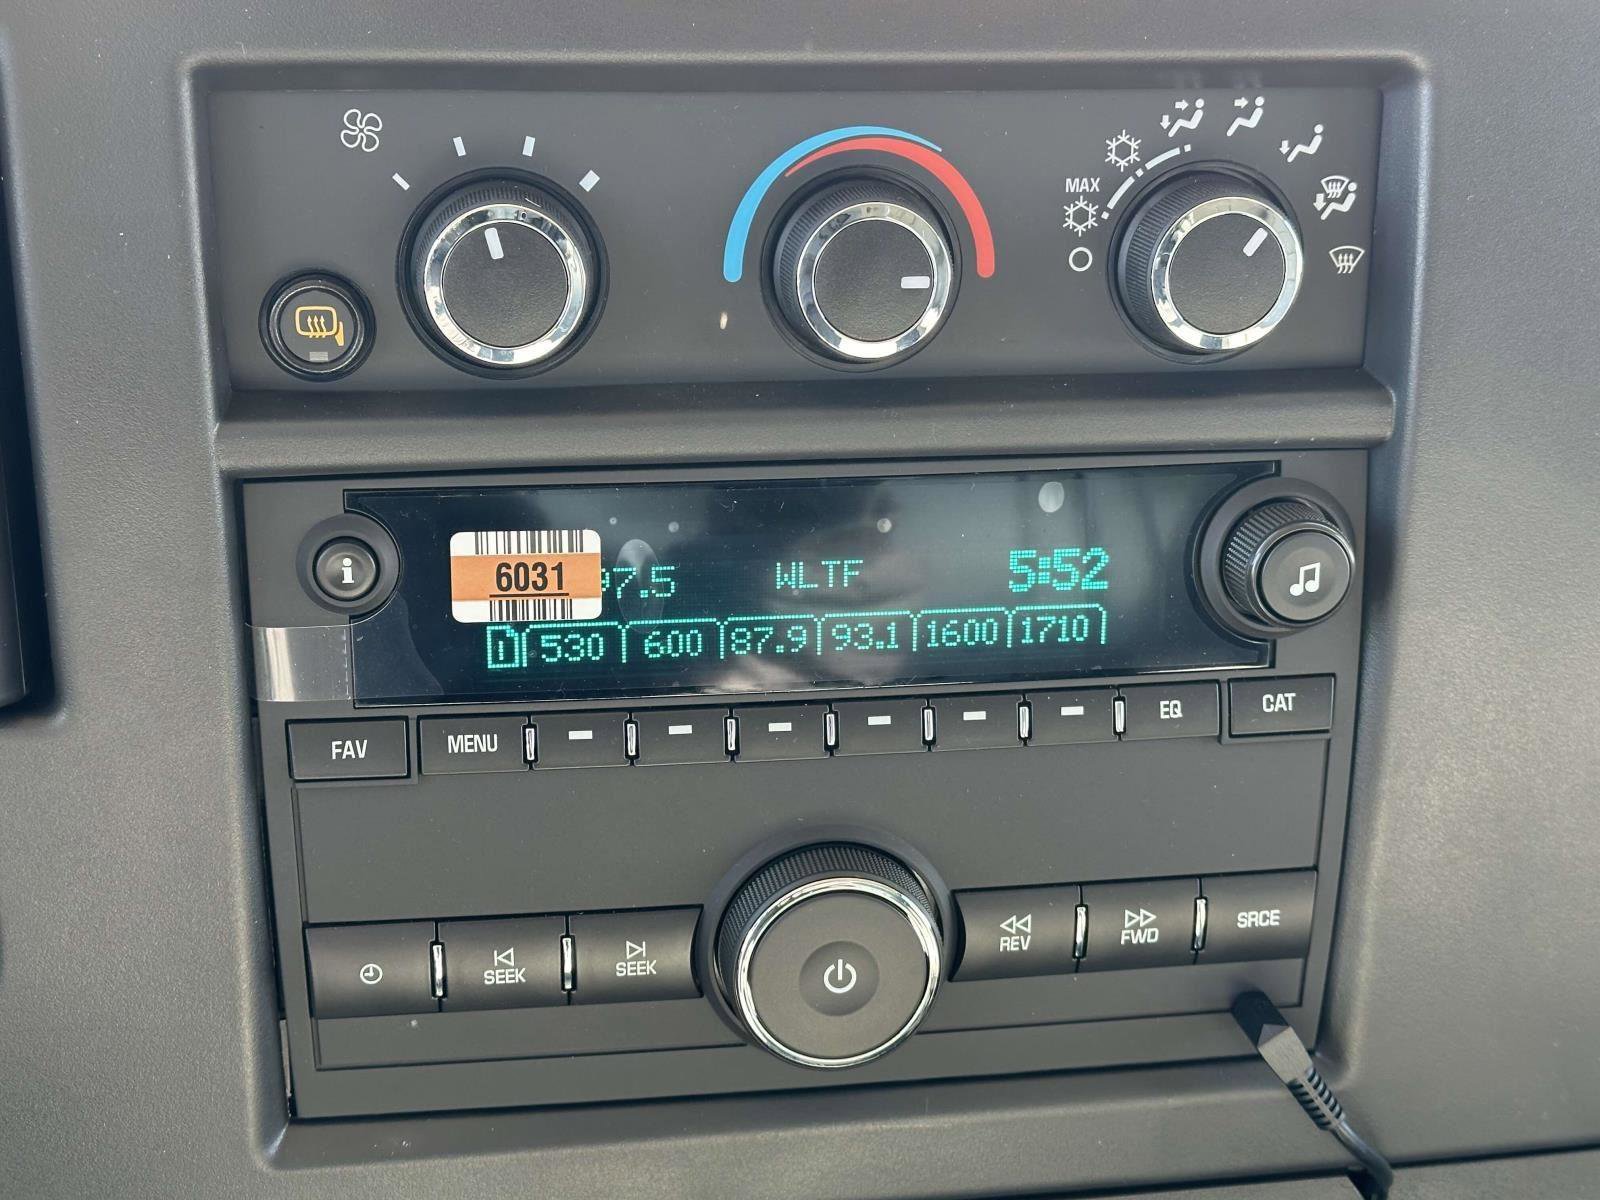 MAX
6031
97.5 WLTF 5:52
530 600 87.9 93.1 1600 1710
FAV MENU EQ CAT
SEEK SEEK REV FWD SRCE